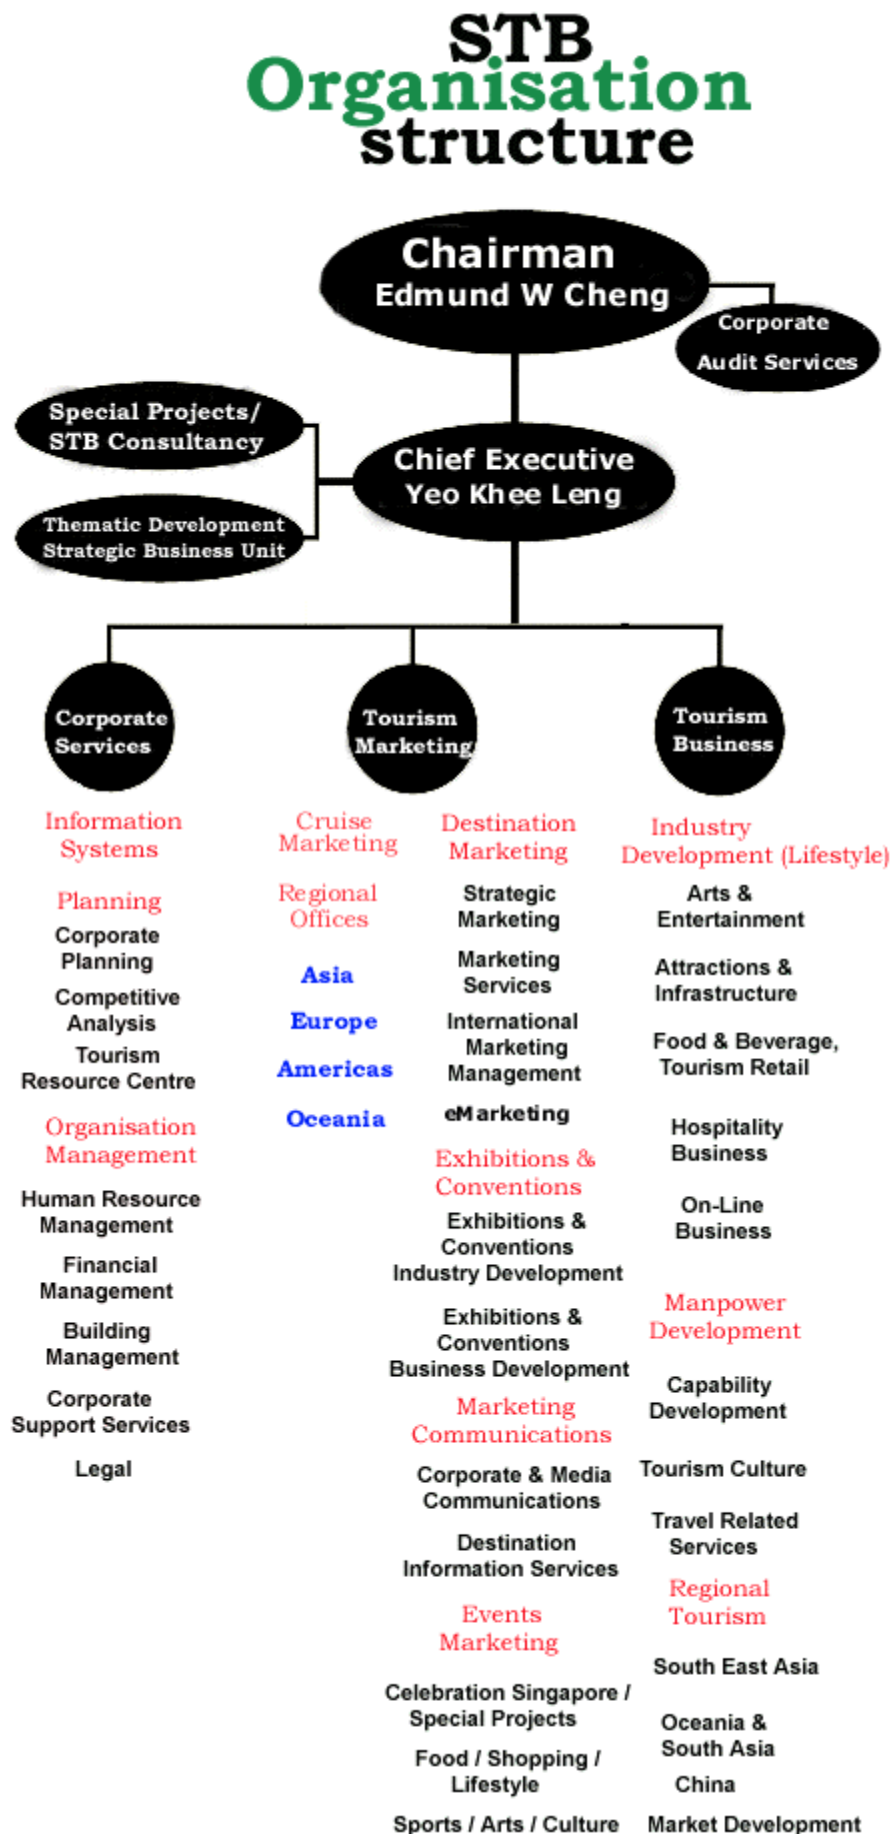 STB
Organisation
structure
Chairman
Edmund W Cheng
Corporate
Audit Services
Special Projects/
STB Consultancy
Chief Executive
Yeo Khee Leng
Thematic Development
Strategic Business Unit
Corporate
Services
Information
Systems
Planning
Corporate
Planning
Competitive
Analysis
Tourism
Resource Centre
Organisation
Management
Human Resource
Management
Financial
Management
Building
Management
Corporate
Support Services
Legal
Tourism
Marketing
Cruise
Marketing
Regional
Offices
Asia
Europe
Americas
Oceania
Destination
Marketing
Strategic
Marketing
Marketing
Services
International
Marketing
Management
eMarketing
Exhibitions &
Conventions
Exhibitions &
Conventions
Industry Development
Exhibitions &
Conventions
Business Development
Marketing
Communications
Corporate & Media
Communications
Destination
Information Services
Events
Marketing
Celebration Singapore /
Special Projects
Food / Shopping /
Lifestyle
Sports / Arts / Culture
Tourism
Business
Industry
Development (Lifestyle)
Arts &
Entertainment
Attractions &
Infrastructure
Food & Beverage,
Tourism Retail
Hospitality
Business
On-Line
Business
Manpower
Development
Capability
Development
Tourism Culture
Travel Related
Services
Regional
Tourism
South East Asia
Oceania &
South Asia
China
Market Development